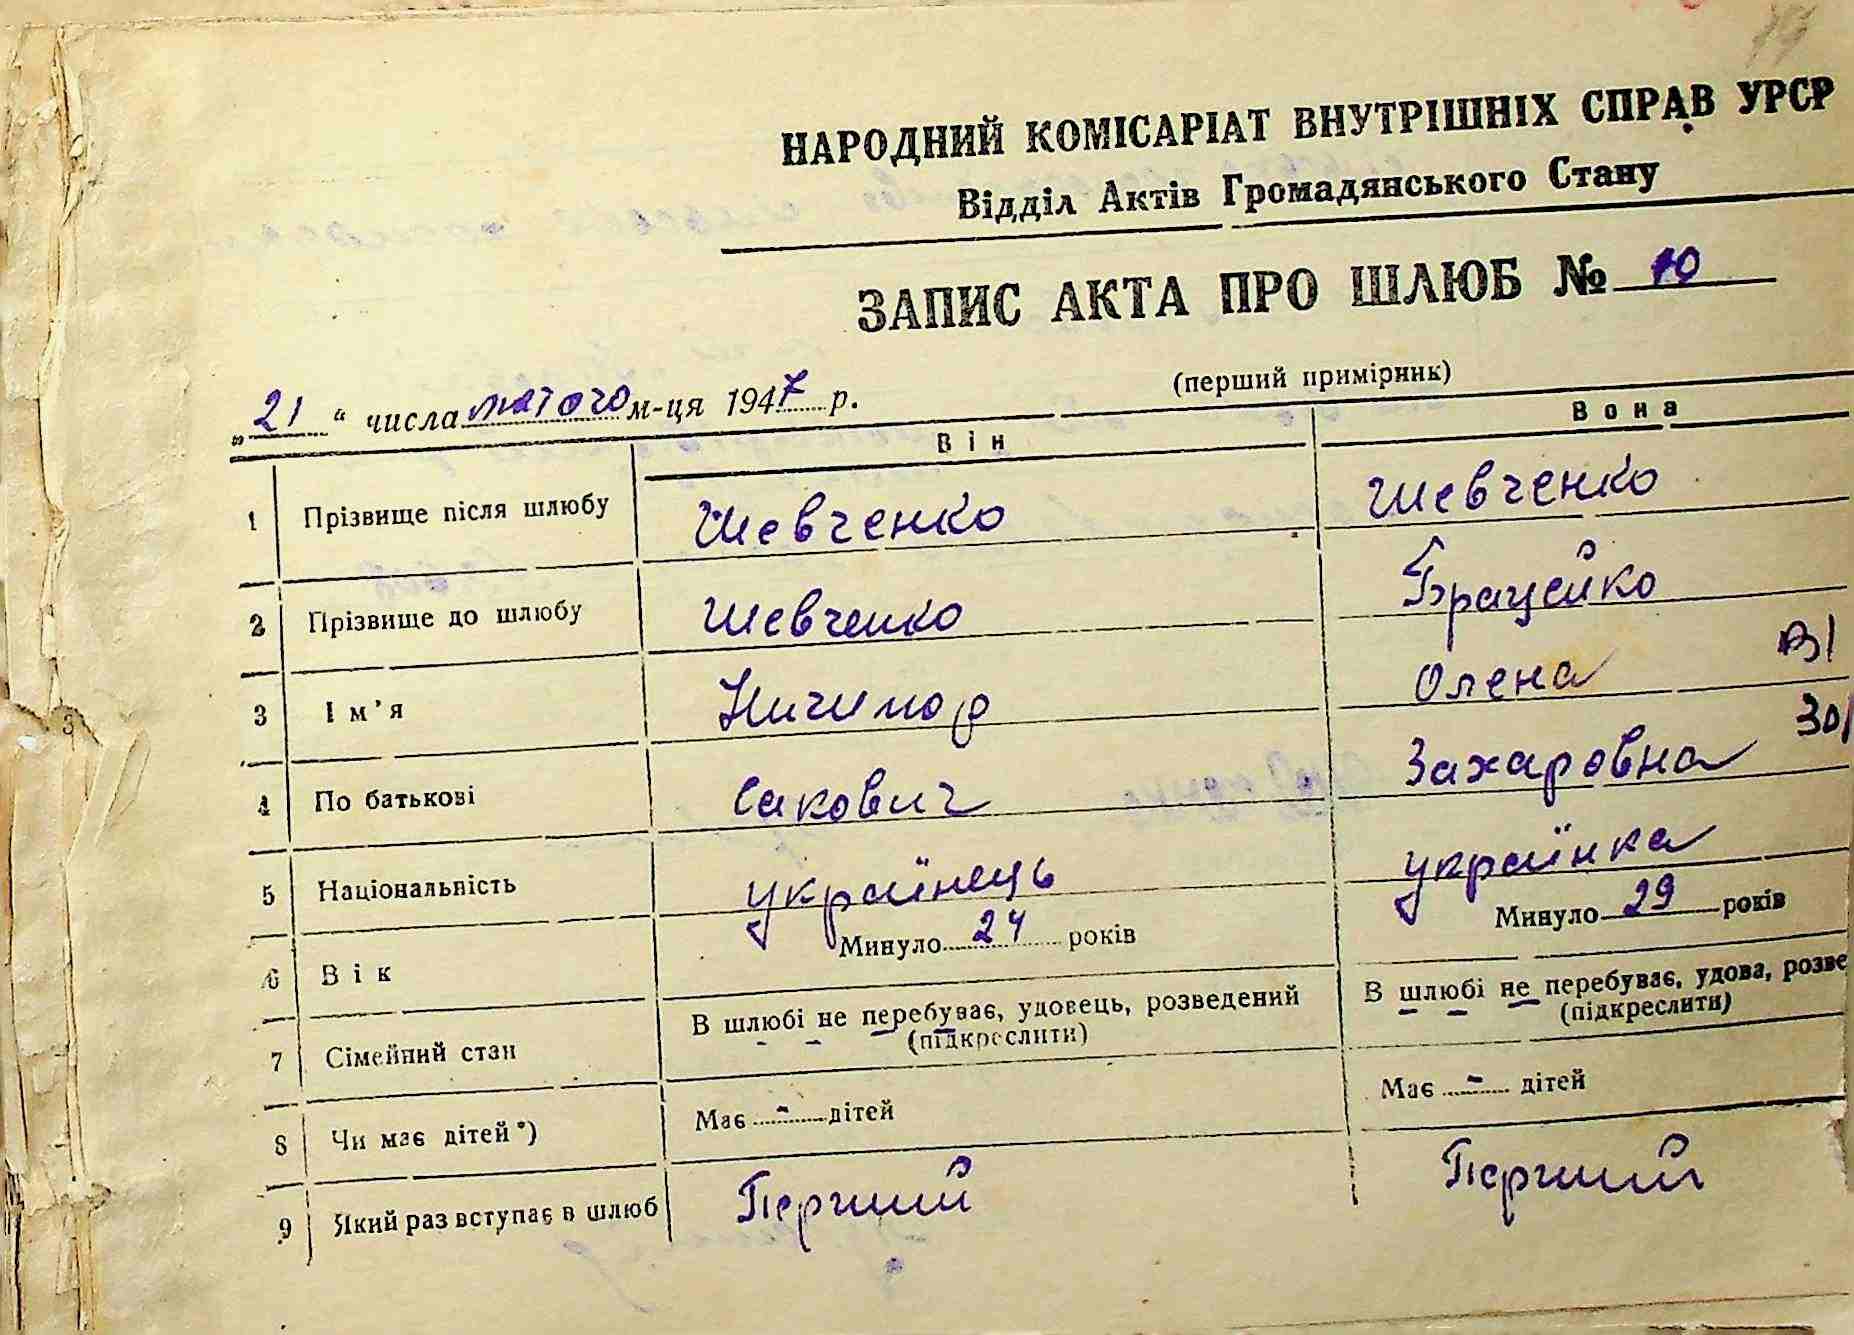 НАРОДНИЙ КОМІСАРІАТ ВНУТРІШНІХ СПРАВ УРСР
Відділ Актів Громадянського Стану
ЗАПИС АКТА ПРО ШЛЮБ № 10
(перший примірник)
„21“ числа лютого м-ця 1947 р.
Він Вона
1 Прізвище після шлюбу Шевченко Шевченко
2 Прізвище до шлюбу Шевченко Брацейко
3 Ім'я Ничипор Олена
4 По батькові Сакович Захаровна
5 Національність українець українка
6 Вік Минуло 24 років Минуло 29 років
7 Сімейний стан В шлюбі не перебуває, удовець, розведений (підкреслити) В шлюбі не перебуває, удова, розве (підкреслити)
8 Чи має дітей*) Має - дітей Має - дітей
9 Який раз вступає в шлюб Перший Перший